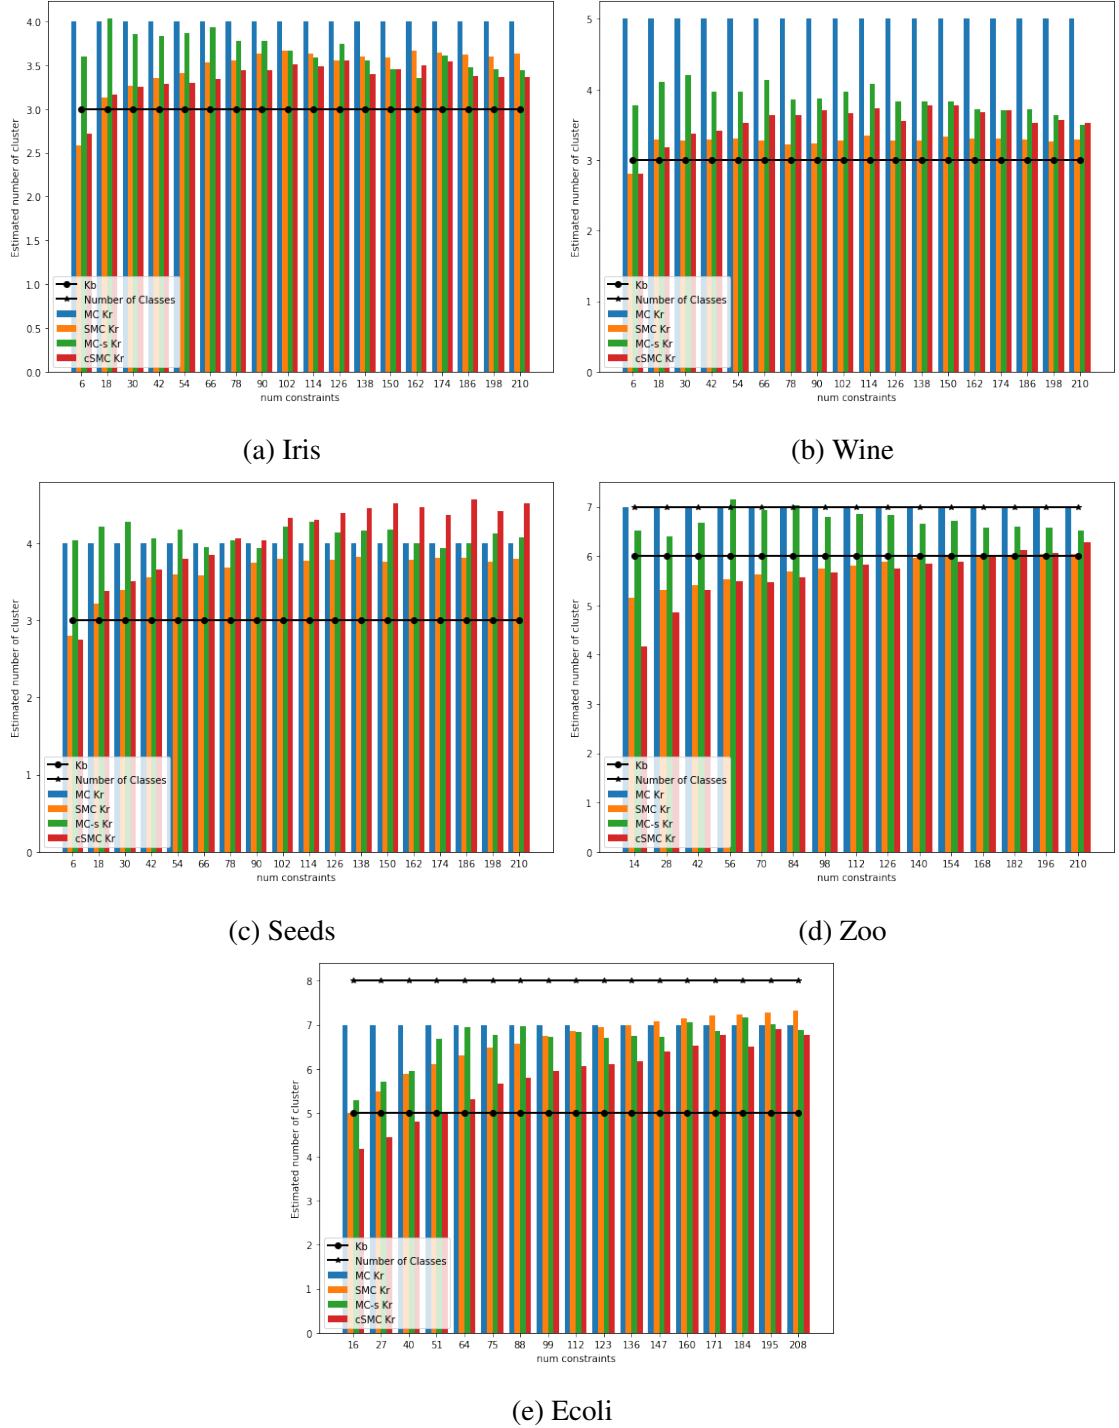 4.0
3.5
3.0
2.5
2.0
1.5
1.0
0.5
0.0
Estimated number of cluster
Kb
Number of Classes
MC Kr
SMC Kr
MC-s Kr
cSMC Kr
6 18 30 42 54 66 78 90 102 114 126 138 150 162 174 186 198 210
num constraints
(a) Iris
5
4
3
2
1
0
Estimated number of cluster
Kb
Number of Classes
MC Kr
SMC Kr
MC-s Kr
cSMC Kr
6 18 30 42 54 66 78 90 102 114 126 138 150 162 174 186 198 210
num constraints
(b) Wine
4
3
2
1
0
Estimated number of cluster
Kb
Number of Classes
MC Kr
SMC Kr
MC-s Kr
cSMC Kr
6 18 30 42 54 66 78 90 102 114 126 138 150 162 174 186 198 210
num constraints
(c) Seeds
7
6
5
4
3
2
1
0
Estimated number of cluster
Kb
Number of Classes
MC Kr
SMC Kr
MC-s Kr
cSMC Kr
14 28 42 56 70 84 98 112 126 140 154 168 182 196 210
num constraints
(d) Zoo
8
7
6
5
4
3
2
1
0
Estimated number of cluster
Kb
Number of Classes
MC Kr
SMC Kr
MC-s Kr
cSMC Kr
16 27 40 51 64 75 88 99 112 123 136 147 160 171 184 195 208
num constraints
(e) Ecoli